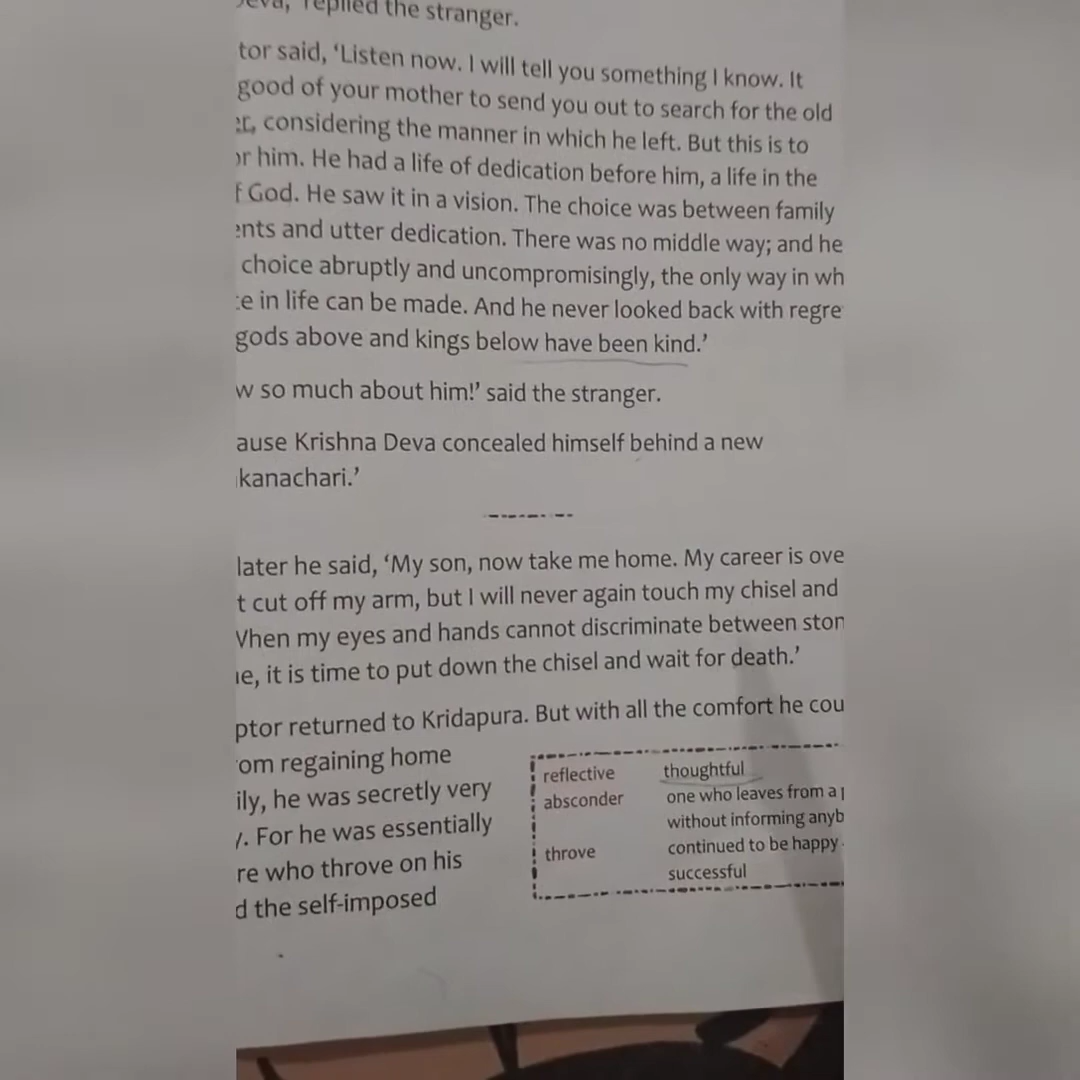 replied the stranger.
tor said, ‘Listen now. I will tell you something I know. It
good of your mother to send you out to search for the old
er, considering the manner in which he left. But this is to
or him. He had a life of dedication before him, a life in the
f God. He saw it in a vision. The choice was between family
ents and utter dedication. There was no middle way; and he
choice abruptly and uncompromisingly, the only way in wh
ce in life can be made. And he never looked back with regre
gods above and kings below have been kind.’
w so much about him!’ said the stranger.
ause Krishna Deva concealed himself behind a new
kanachari.’
later he said, ‘My son, now take me home. My career is ove
t cut off my arm, but I will never again touch my chisel and
When my eyes and hands cannot discriminate between ston
ne, it is time to put down the chisel and wait for death.’
ptor returned to Kridapura. But with all the comfort he cou
om regaining home
ily, he was secretly very
y. For he was essentially
re who throve on his
d the self-imposed
reflective thoughtful
absconder one who leaves from a p
without informing anyb
throve continued to be happy
successful